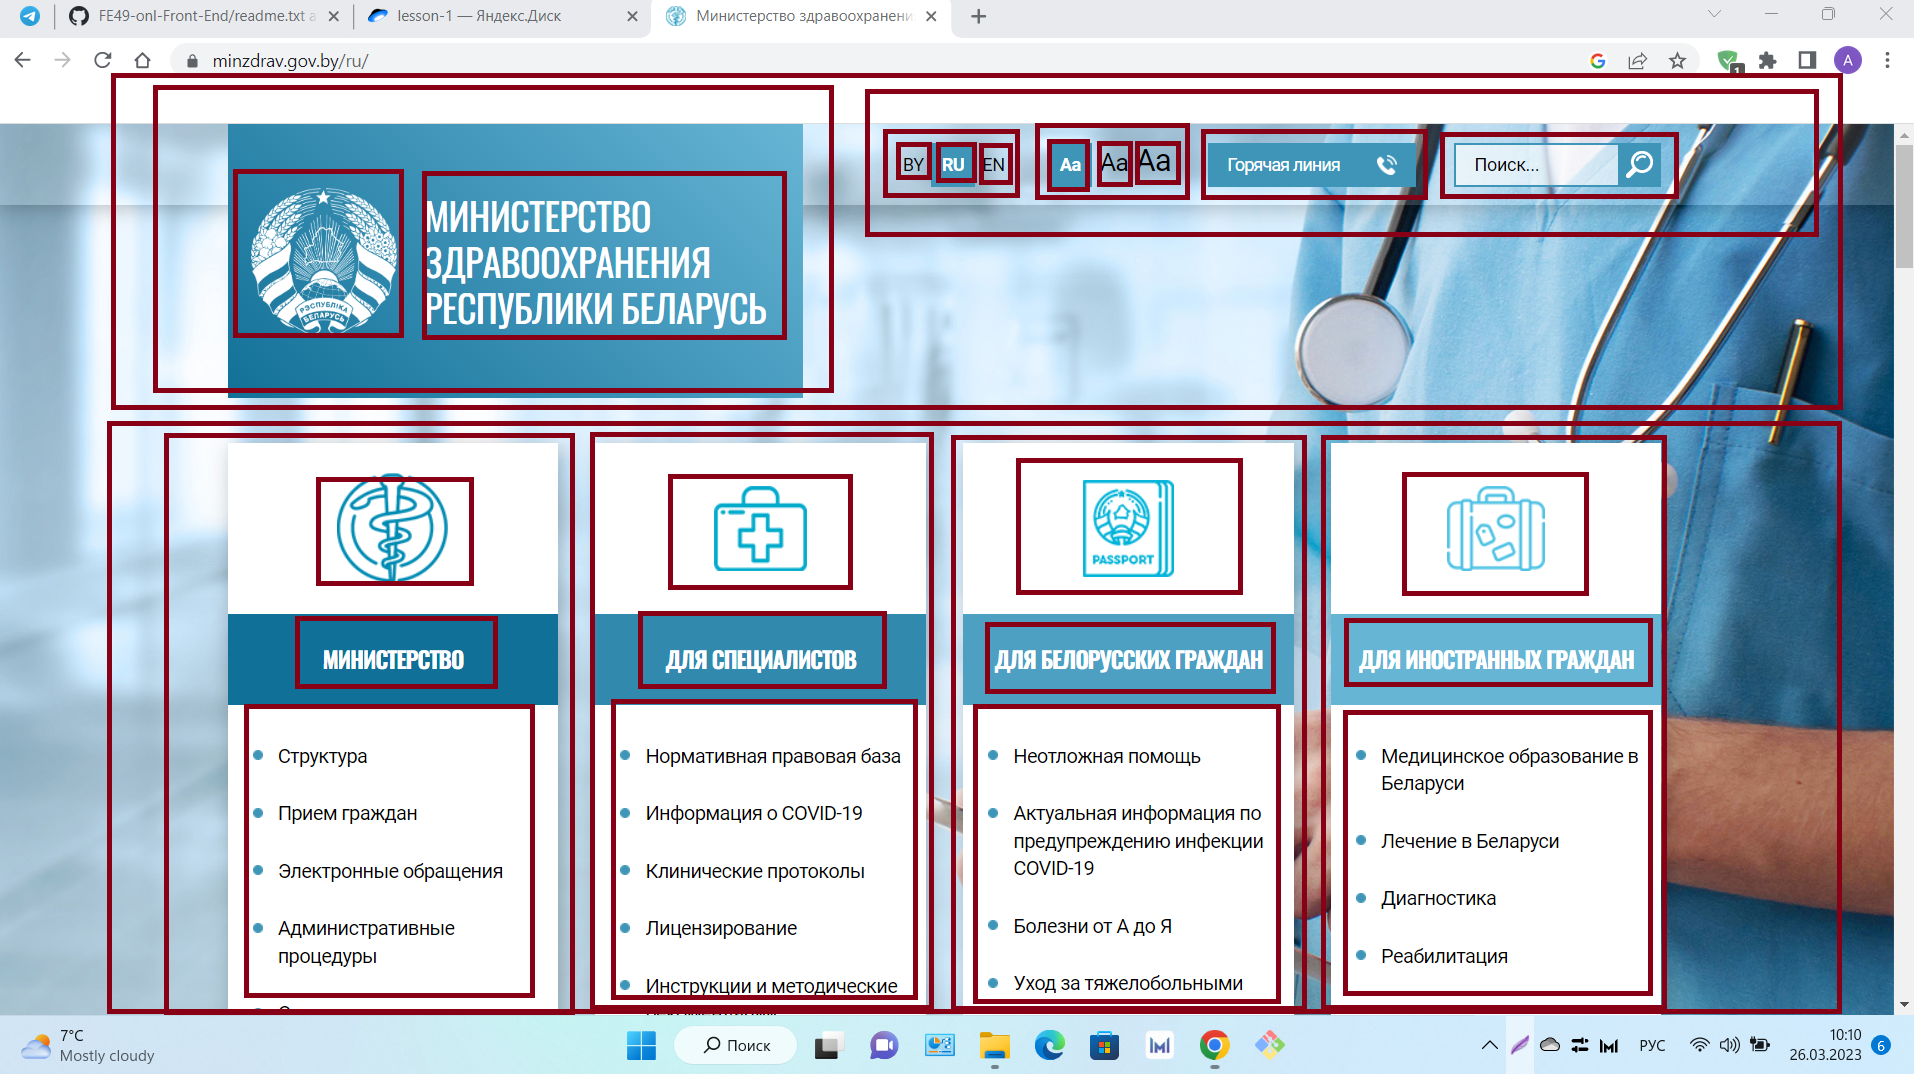 FE49-onl-Front-End/readme.txt
lesson-1 — Яндекс.Диск
Министерство здравоохранени
minzdrav.gov.by/ru/
1
A
BY RU EN
Aa Aa Aa
Горячая линия
Поиск...
МИНИСТЕРСТВО
ЗДРАВООХРАНЕНИЯ
РЕСПУБЛИКИ БЕЛАРУСЬ
РЭСПУБЛІКА
БЕЛАРУСЬ
PASSPORT
МИНИСТЕРСТВО
Структура
Прием граждан
Электронные обращения
Административные
процедуры
ДЛЯ СПЕЦИАЛИСТОВ
Нормативная правовая база
Информация о COVID-19
Клинические протоколы
Лицензирование
Инструкции и методические
ДЛЯ БЕЛОРУССКИХ ГРАЖДАН
Неотложная помощь
Актуальная информация по
предупреждению инфекции
COVID-19
Болезни от А до Я
Уход за тяжелобольными
ДЛЯ ИНОСТРАННЫХ ГРАЖДАН
Медицинское образование в
Беларуси
Лечение в Беларуси
Диагностика
Реабилитация
7°C
Mostly cloudy
Поиск
РУС
10:10
26.03.2023
6